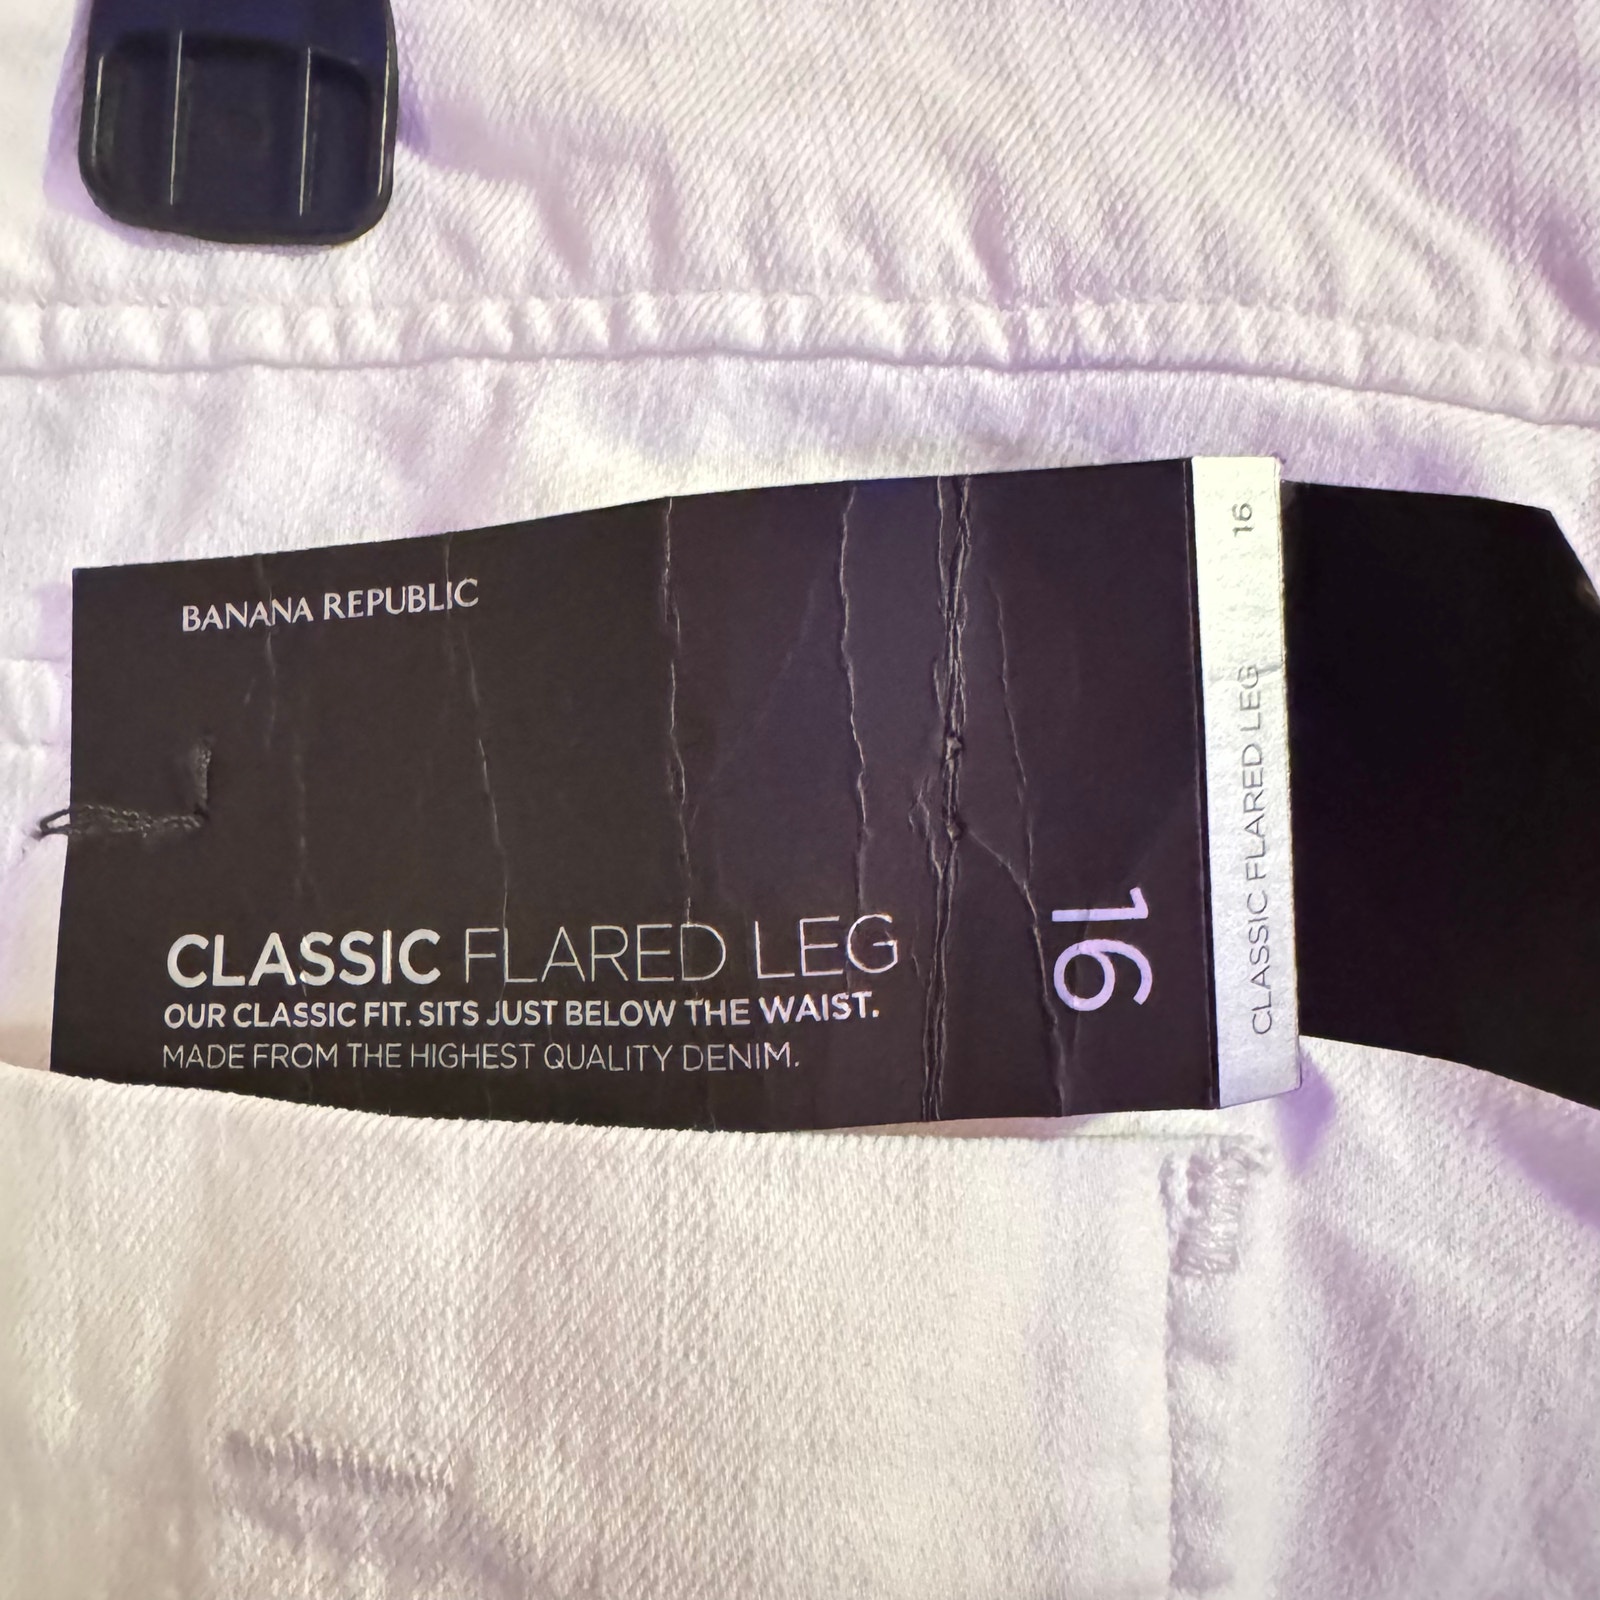 BANANA REPUBLIC
CLASSIC FLARED LEG
OUR CLASSIC FIT. SITS JUST BELOW THE WAIST.
MADE FROM THE HIGHEST QUALITY DENIM.
16
CLASSIC FLARED LEG 16